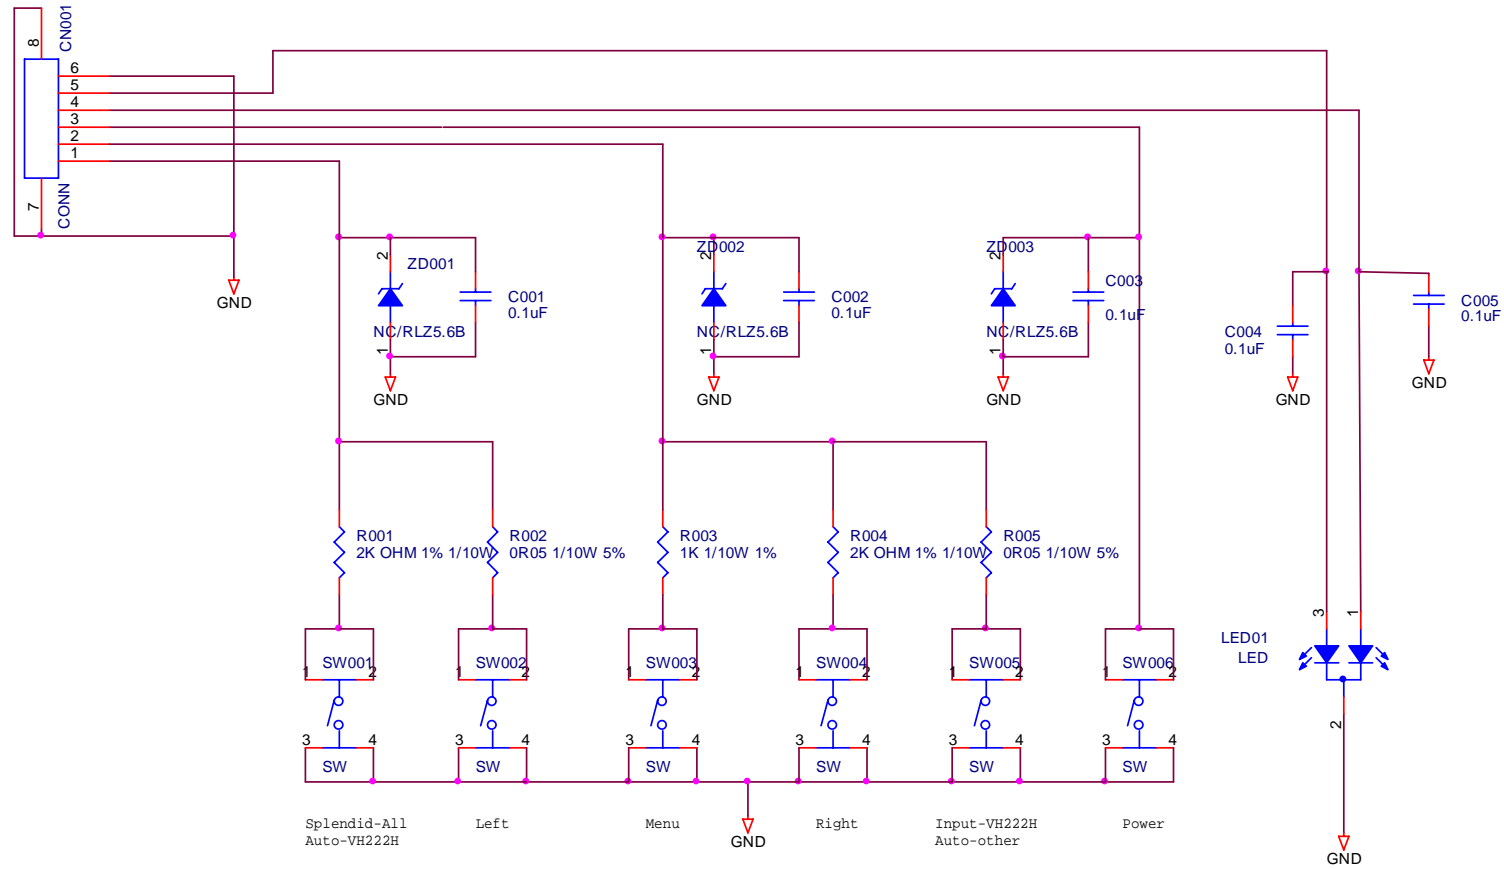 CN001
8
6
5
4
3
2
1
7
CONN
GND
2
ZD001
C001
0.1uF
NC/RLZ5.6B
1
GND
ZD002
2
C002
0.1uF
NC/RLZ5.6B
1
GND
ZD003
2
C003
0.1uF
NC/RLZ5.6B
1
GND
C004
0.1uF
GND
C005
0.1uF
GND
R001
2K OHM 1% 1/10W
R002
0R05 1/10W 5%
R003
1K 1/10W 1%
R004
2K OHM 1% 1/10W
R005
0R05 1/10W 5%
SW001
1 2
3 4
SW
SW002
1 2
3 4
SW
SW003
1 2
3 4
SW
SW004
1 2
3 4
SW
SW005
1 2
3 4
SW
SW006
1 2
3 4
SW
3 1
LED01
LED
2
GND
Splendid-All
Auto-VH222H
Left
Menu
GND
Right
Input-VH222H
Auto-other
Power